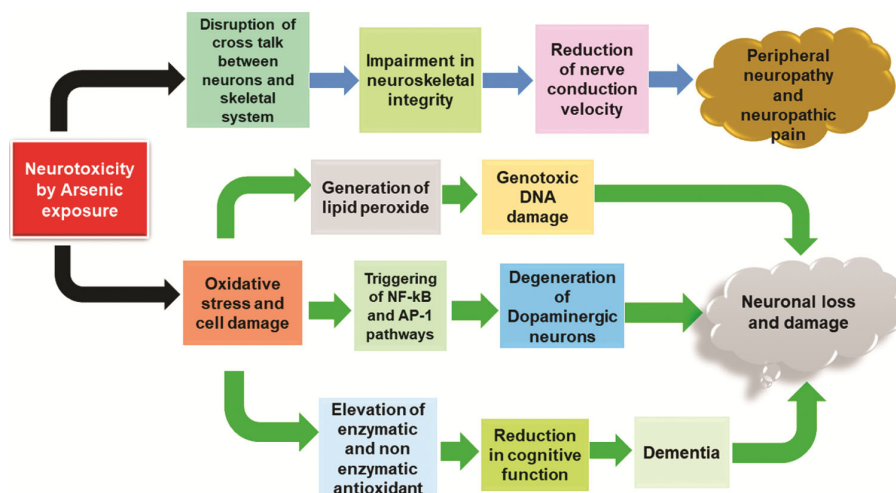 Disruption of
cross talk
between
neurons and
skeletal
system
Impairment in
neuroskeletal
integrity
Reduction
of nerve
conduction
velocity
Peripheral
neuropathy
and
neuropathic
pain
Neurotoxicity
by Arsenic
exposure
Generation of
lipid peroxide
Genotoxic
DNA
damage
Oxidative
stress and
cell damage
Triggering
of NF-kB
and AP-1
pathways
Degeneration
of
Dopaminergic
neurons
Neuronal loss
and damage
Elevation of
enzymatic
and non
enzymatic
antioxidant
Reduction
in cognitive
function
Dementia